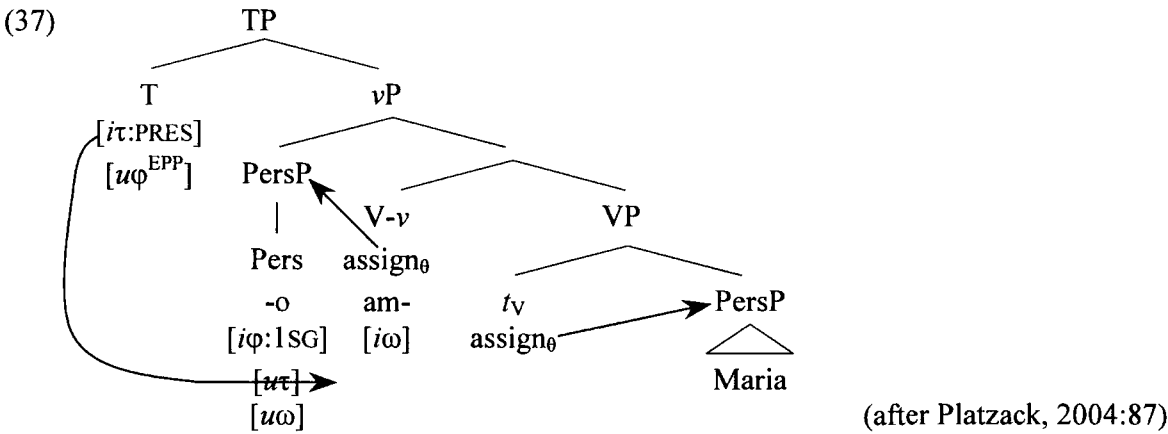 (37) TP
T vP
[iτ:PRES]
[uφ^EPP] PersP
V-v VP
Pers assign_θ
-o am- t_V PersP
[iφ:1SG] [iω] assign_θ
[uτ] Maria
[uω] (after Platzack, 2004:87)